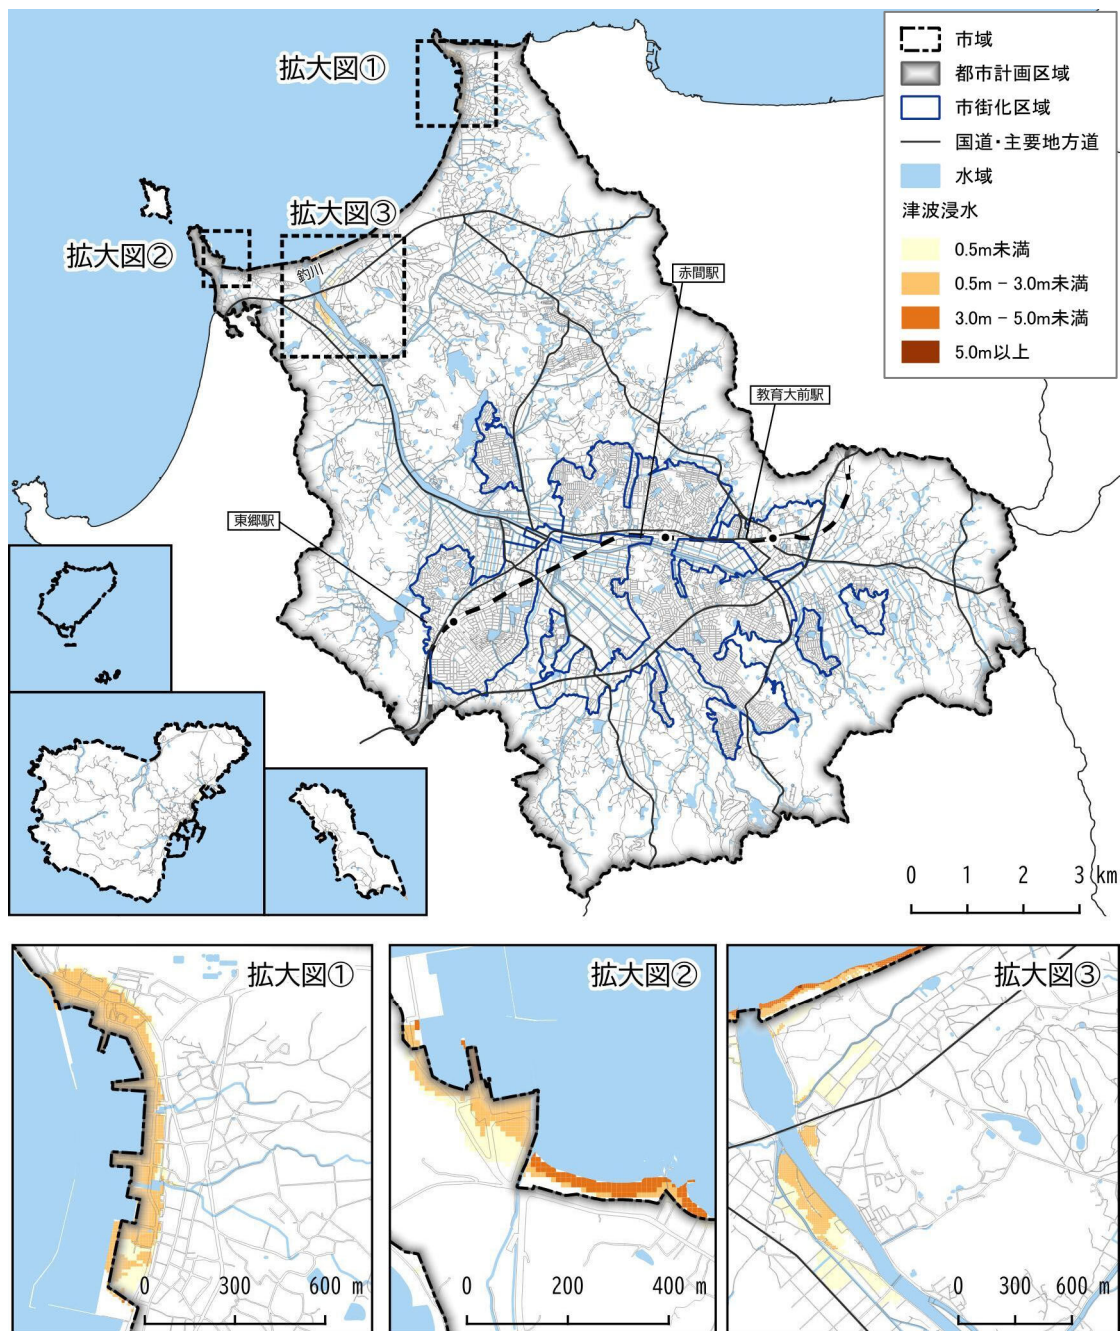 拡大図①
拡大図②
拡大図③
釣川
赤間駅
教育大前駅
東郷駅
市域
都市計画区域
市街化区域
国道・主要地方道
水域
津波浸水
0.5m未満
0.5m − 3.0m未満
3.0m − 5.0m未満
5.0m以上
0 1 2 3 km
拡大図①
0 300 600 m
拡大図②
0 200 400 m
拡大図③
0 300 600 m